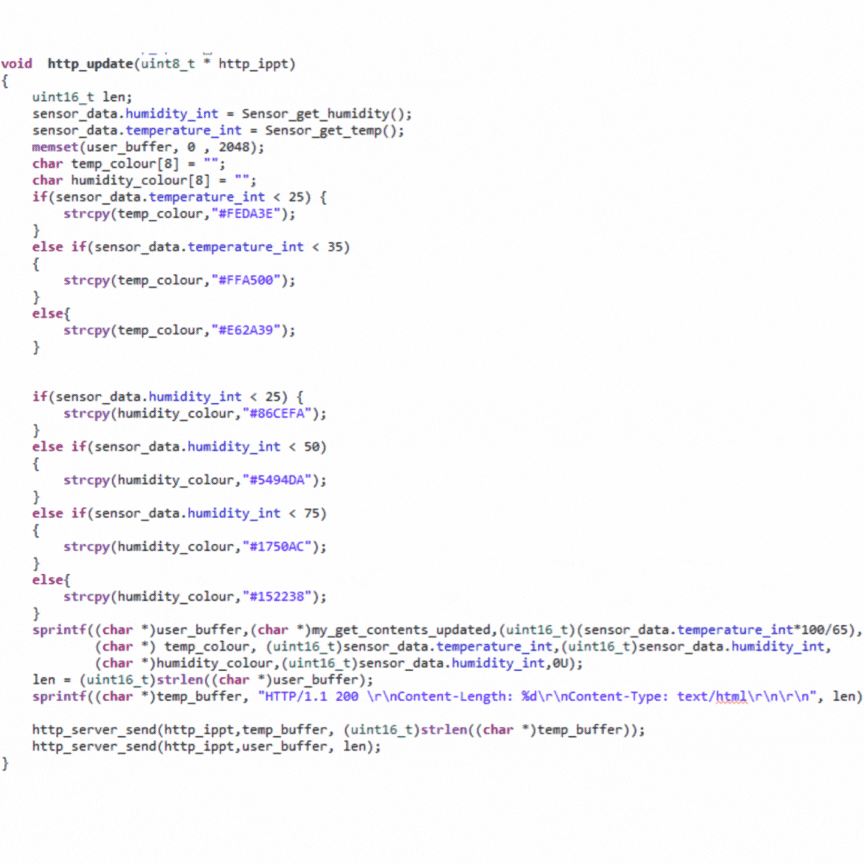 void  http_update(uint8_t * http_ippt)
{
    uint16_t len;
    sensor_data.humidity_int = Sensor_get_humidity();
    sensor_data.temperature_int = Sensor_get_temp();
    memset(user_buffer, 0 , 2048);
    char temp_colour[8] = "";
    char humidity_colour[8] = "";
    if(sensor_data.temperature_int < 25) {
        strcpy(temp_colour,"#FEDA3E");
    }
    else if(sensor_data.temperature_int < 35)
    {
        strcpy(temp_colour,"#FFA500");
    }
    else{
        strcpy(temp_colour,"#E62A39");
    }
    if(sensor_data.humidity_int < 25) {
        strcpy(humidity_colour,"#86CEFA");
    }
    else if(sensor_data.humidity_int < 50)
    {
        strcpy(humidity_colour,"#5494DA");
    }
    else if(sensor_data.humidity_int < 75)
    {
        strcpy(humidity_colour,"#1750AC");
    }
    else{
        strcpy(humidity_colour,"#152238");
    }
    sprintf((char *)user_buffer,(char *)my_get_contents_updated,(uint16_t)(sensor_data.temperature_int*100/65),
            (char *) temp_colour, (uint16_t)sensor_data.temperature_int,(uint16_t)sensor_data.humidity_int,
            (char *)humidity_colour,(uint16_t)sensor_data.humidity_int,0U);
    len = (uint16_t)strlen((char *)user_buffer);
    sprintf((char *)temp_buffer, "HTTP/1.1 200 \r\nContent-Length: %d\r\nContent-Type: text/html\r\n\r\n", len)
    http_server_send(http_ippt,temp_buffer, (uint16_t)strlen((char *)temp_buffer));
    http_server_send(http_ippt,user_buffer, len);
}